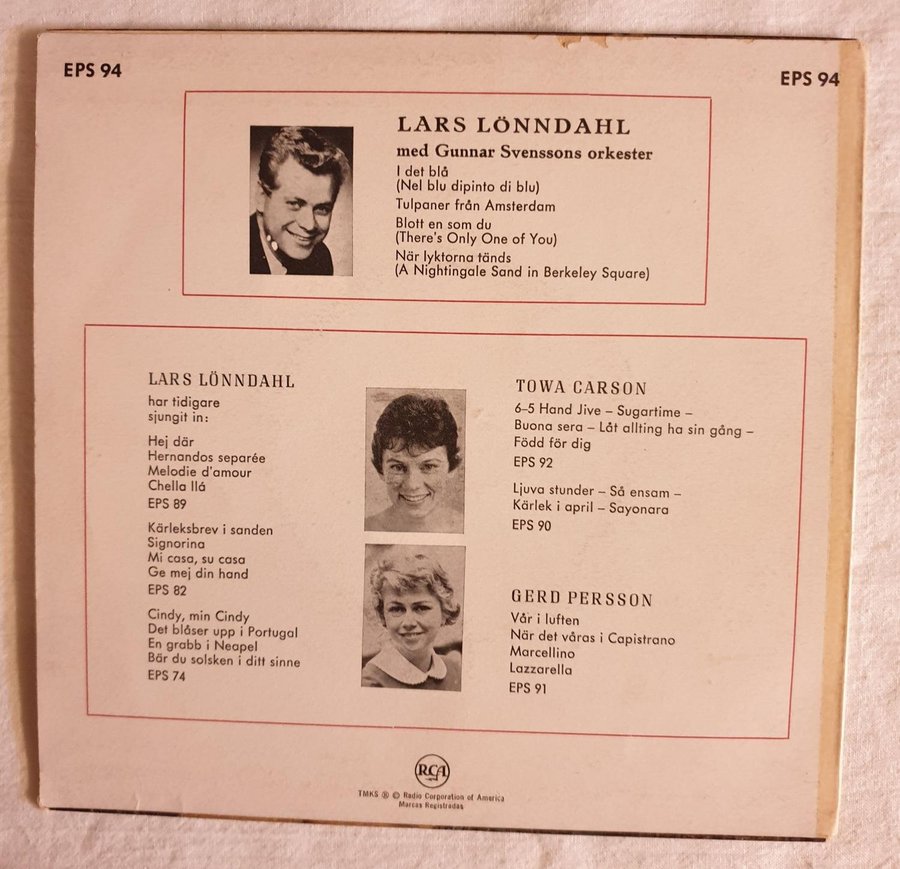 EPS 94
EPS 94
LARS LÖNNDAHL
med Gunnar Svenssons orkester
I det blå
(Nel blu dipinto di blu)
Tulpaner från Amsterdam
Blott en som du
(There's Only One of You)
När lyktorna tänds
(A Nightingale Sand in Berkeley Square)
LARS LÖNNDAHL
har tidigare
sjungit in:
Hej där
Hernandos separée
Melodie d'amour
Chella llá
EPS 89
Kärleksbrev i sanden
Signorina
Mi casa, su casa
Ge mej din hand
EPS 82
Cindy, min Cindy
Det blåser upp i Portugal
En grabb i Neapel
Bär du solsken i ditt sinne
EPS 74
TOWA CARSON
6–5 Hand Jive – Sugartime –
Buona sera – Låt allting ha sin gång –
Född för dig
EPS 92
Ljuva stunder – Så ensam –
Kärlek i april – Sayonara
EPS 90
GERD PERSSON
Vår i luften
När det våras i Capistrano
Marcellino
Lazzarella
EPS 91
RCA
TMKS ® © Radio Corporation of America
Marcas Registradas